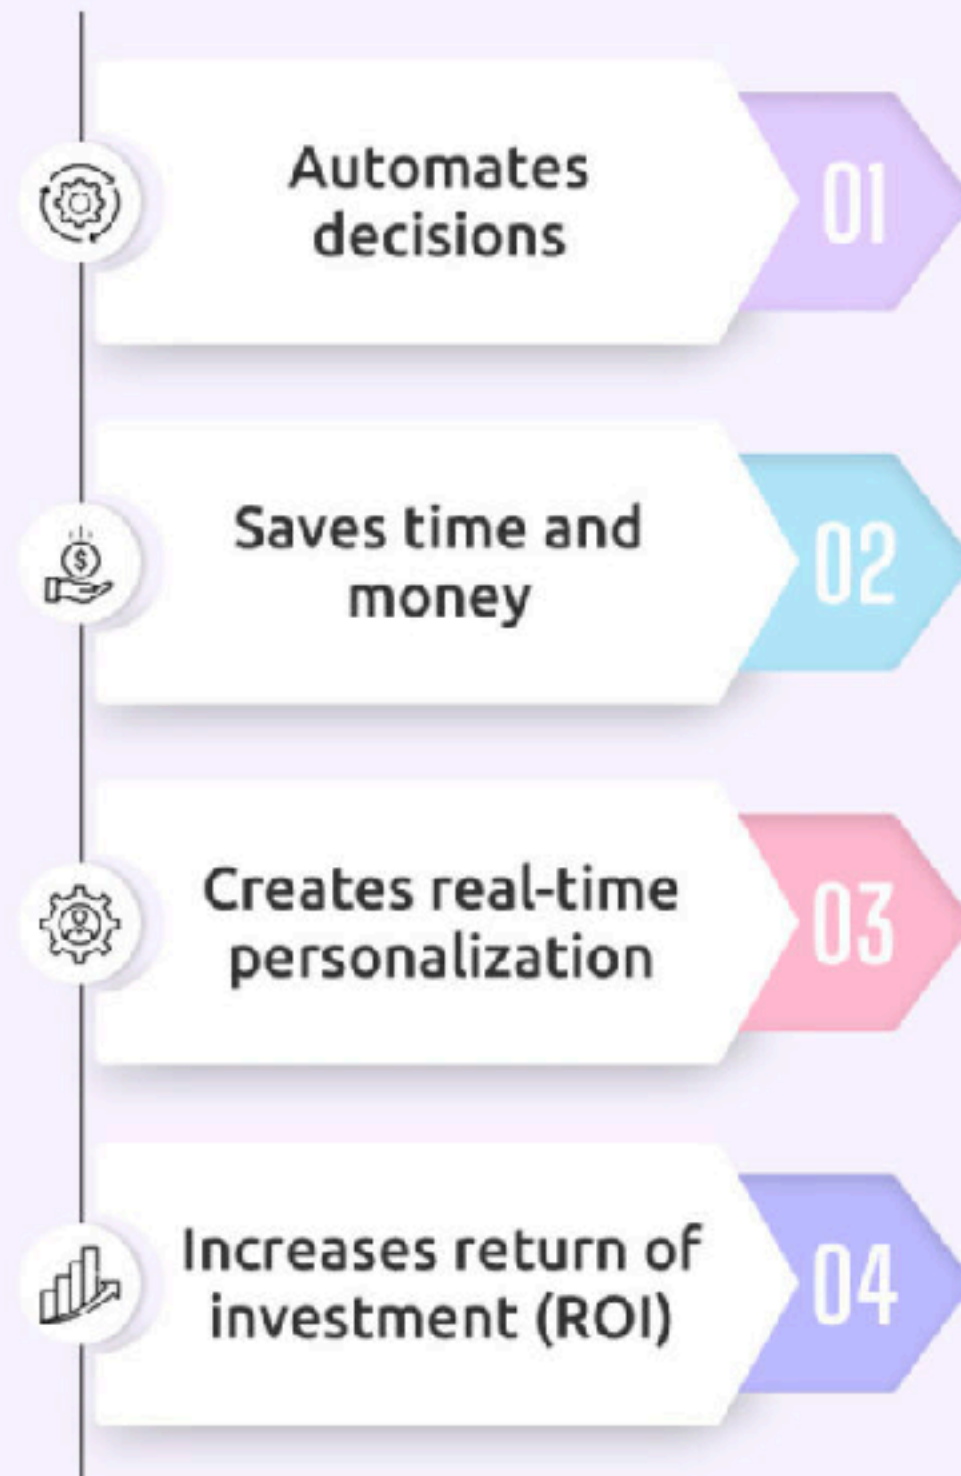 Automates
decisions
01
Saves time and
money
02
Creates real-time
personalization
03
Increases return of
investment (ROI)
04